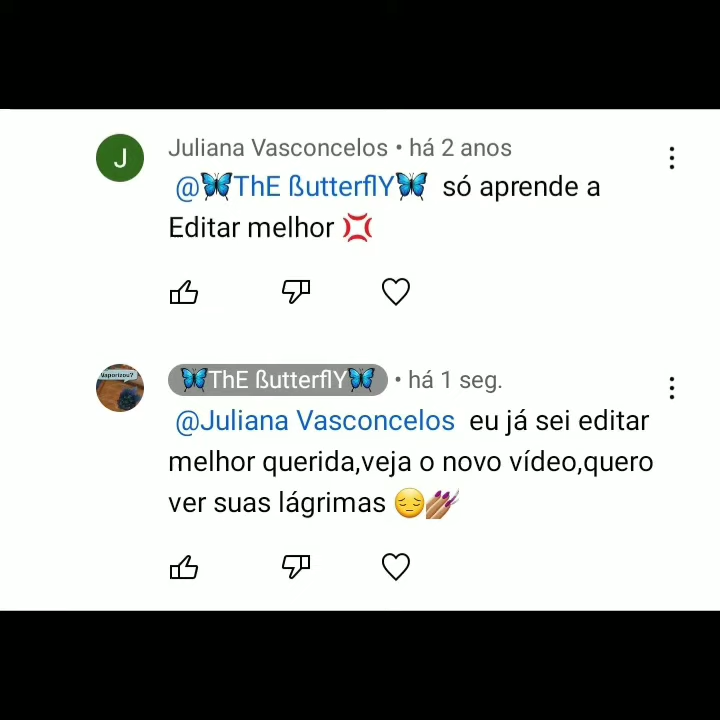 J
Juliana Vasconcelos • há 2 anos
@🦋ThE ßutterflY🦋 só aprende a
Editar melhor 💢
Vaporizou?
🦋ThE ßutterflY🦋 • há 1 seg.
@Juliana Vasconcelos eu já sei editar
melhor querida,veja o novo vídeo,quero
ver suas lágrimas 😔💅🏽